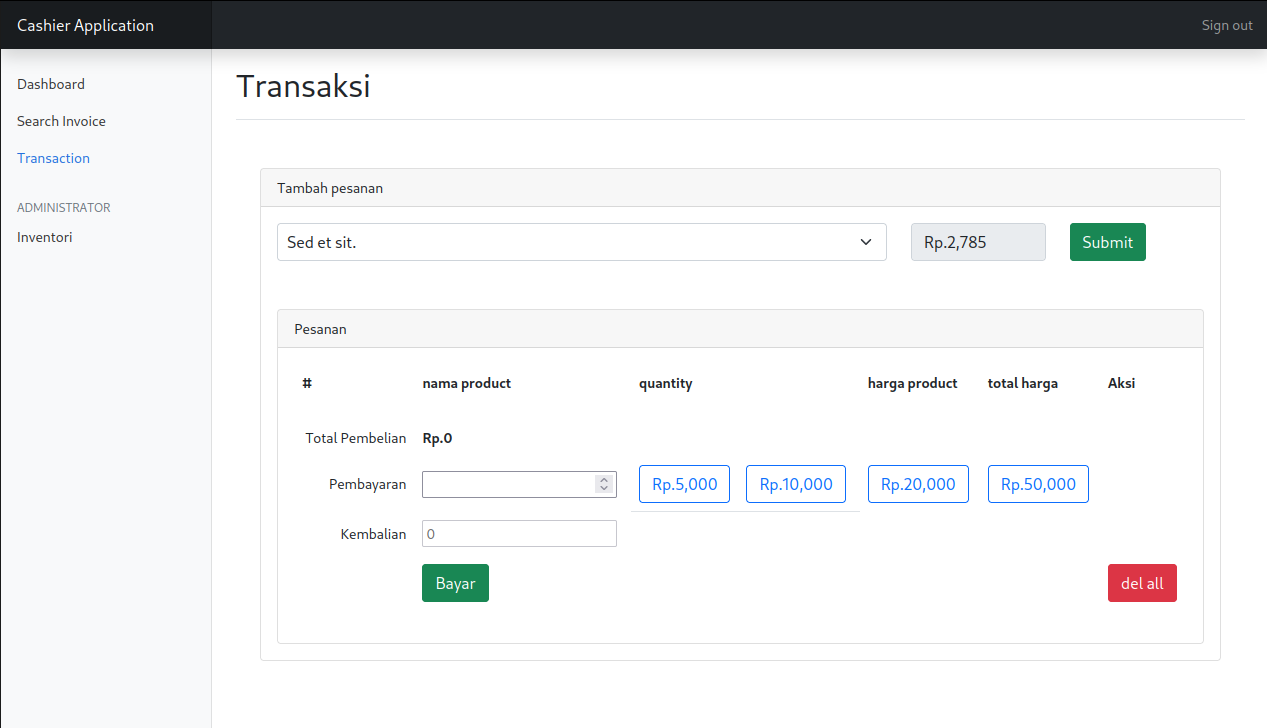 Cashier Application
Sign out
Dashboard
Search Invoice
Transaction
ADMINISTRATOR
Inventori
Transaksi
Tambah pesanan
Sed et sit.
Rp.2,785
Submit
Pesanan
# nama product quantity harga product total harga Aksi
Total Pembelian Rp.0
Pembayaran Rp.5,000 Rp.10,000 Rp.20,000 Rp.50,000
Kembalian 0
Bayar del all